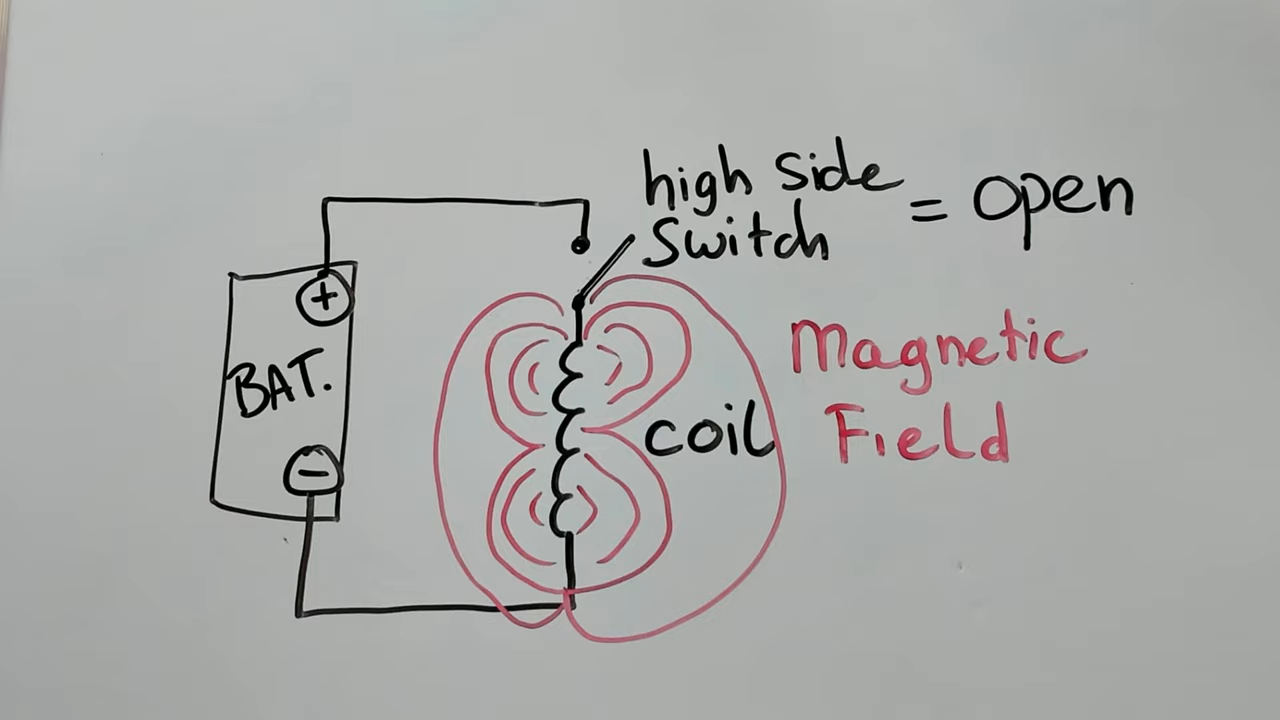 high side
switch
= open
+
BAT.
−
coil
Magnetic
Field